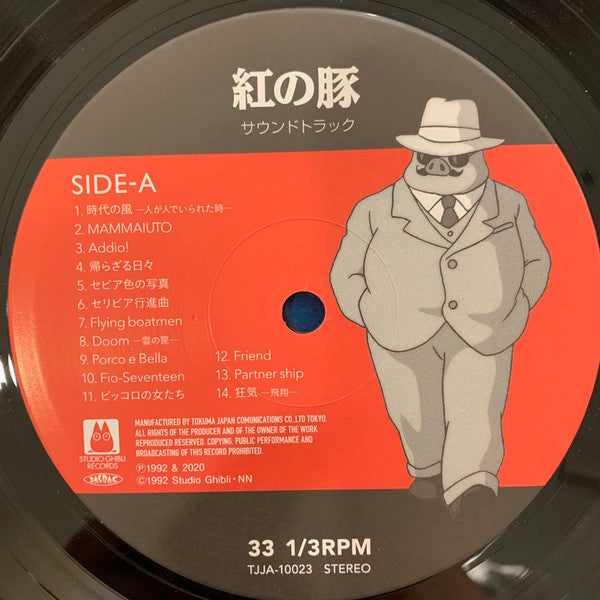 紅の豚
サウンドトラック
SIDE-A
1. 時代の風 —人が人でいられた時—
2. MAMMAIUTO
3. Addio!
4. 帰らざる日々
5. セピア色の写真
6. セリビア行進曲
7. Flying boatmen
8. Doom —雲の罠—
9. Porco e Bella
10. Fio-Seventeen
11. ピッコロの女たち
12. Friend
13. Partner ship
14. 狂気 —飛翔—
MANUFACTURED BY TOKUMA JAPAN COMUNICATIONS CO.,LTD TOKYO.
ALL RIGHTS OF THE PRODUCER AND OF THE OWNER OF THE WORK
REPRODUCED RESERVED. COPYING, PUBLIC PERFORMANCE AND
BROADCASTING OF THIS RECORD PROHIBITED.
STUDIO GHIBLI
RECORDS
JASRAC
Ⓟ1992 & 2020
©1992 Studio Ghibli・NN
33 1/3RPM
TJJA-10023 STEREO